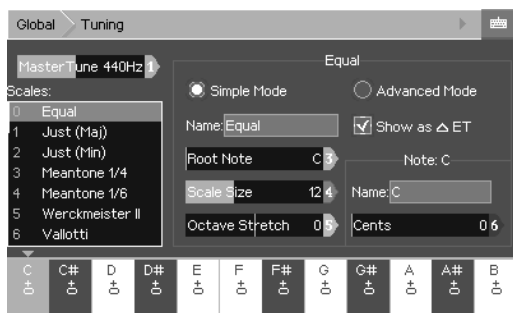 Global Tuning
MasterTune 440Hz 1
Equal
Scales:
Simple Mode Advanced Mode
0 Equal
1 Just (Maj)
2 Just (Min)
3 Meantone 1/4
4 Meantone 1/6
5 Werckmeister II
6 Vallotti
Name: Equal
Show as △ ET
Root Note C 3
Note: C
Scale Size 12 4
Name: C
Octave Stretch 0 5
Cents 0 6
C C# D D# E F F# G G# A A# B
± ± ± ± ± ± ± ± ± ± ± ±